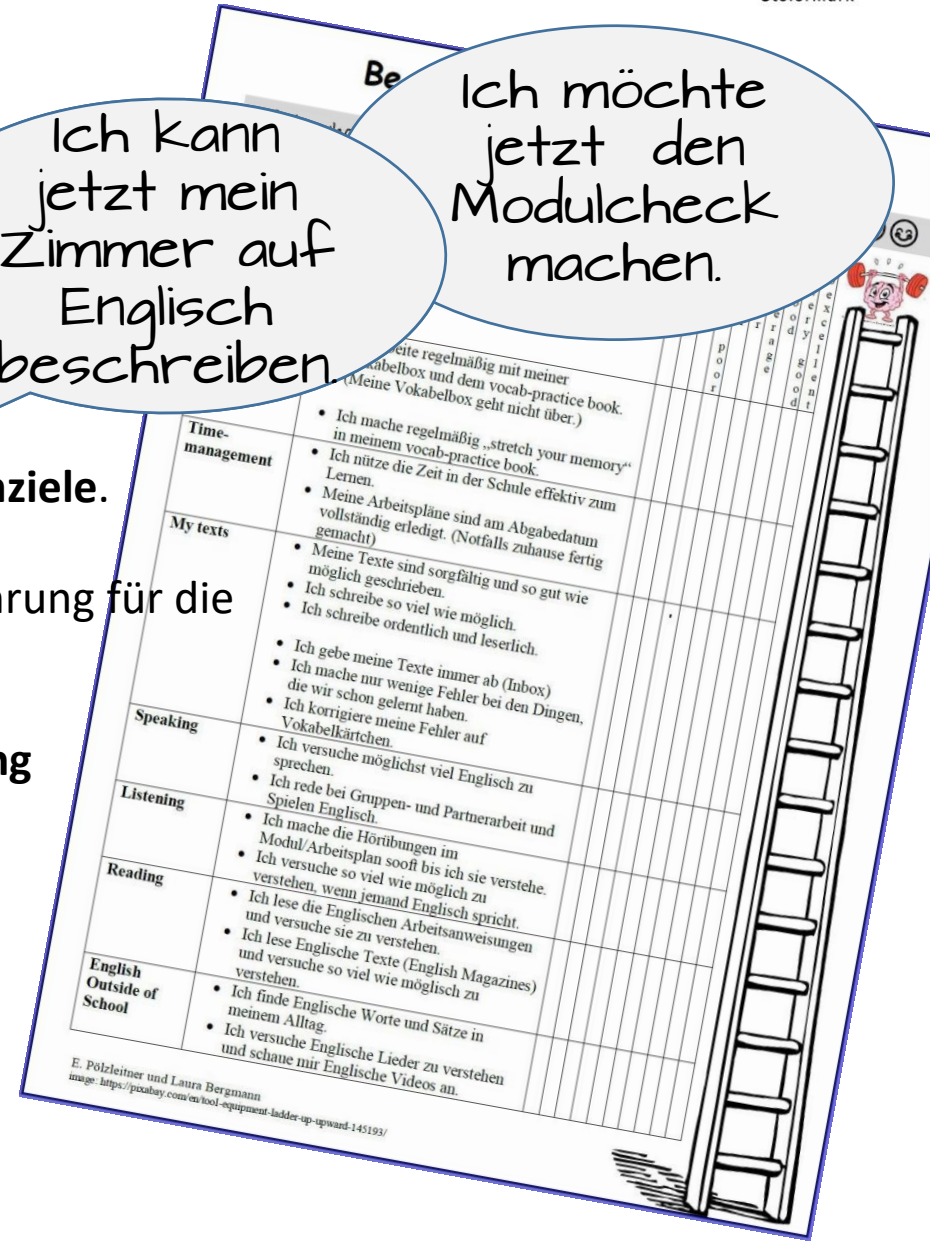 Ich möchte
jetzt den
Modulcheck
machen.
Ich kann
jetzt mein
Zimmer auf
Englisch
beschreiben.
Be
poor
good
very good
excellent
kabelbox und dem vocab-practice book.
(Meine Vokabelbox geht nicht über.)
• Ich mache regelmäßig „stretch your memory“
in meinem vocab-practice book.
Time-
management
• Ich nütze die Zeit in der Schule effektiv zum
Lernen.
• Meine Arbeitspläne sind am Abgabedatum
vollständig erledigt. (Notfalls zuhause fertig
gemacht)
My texts
• Meine Texte sind sorgfältig und so gut wie
möglich geschrieben.
• Ich schreibe so viel wie möglich.
• Ich schreibe ordentlich und leserlich.
• Ich gebe meine Texte immer ab (Inbox)
• Ich mache nur wenige Fehler bei den Dingen,
die wir schon gelernt haben.
• Ich korrigiere meine Fehler auf
Vokabelkärtchen.
Speaking
• Ich versuche möglichst viel Englisch zu
sprechen.
• Ich rede bei Gruppen- und Partnerarbeit und
Spielen Englisch.
Listening
• Ich mache die Hörübungen im
Modul/Arbeitsplan sooft bis ich sie verstehe.
• Ich versuche so viel wie möglich zu
verstehen, wenn jemand Englisch spricht.
Reading
• Ich lese die Englischen Arbeitsanweisungen
und versuche sie zu verstehen.
• Ich lese Englische Texte (English Magazines)
und versuche so viel wie möglisch zu
verstehen.
English
Outside of
School
• Ich finde Englische Worte und Sätze in
meinem Alltag.
• Ich versuche Englische Lieder zu verstehen
und schaue mir Englische Videos an.
E. Pölzleitner und Laura Bergmann
image: https://pixabay.com/en/tool-equipment-ladder-up-upward-145193/
nziele.
hrung für die
ng